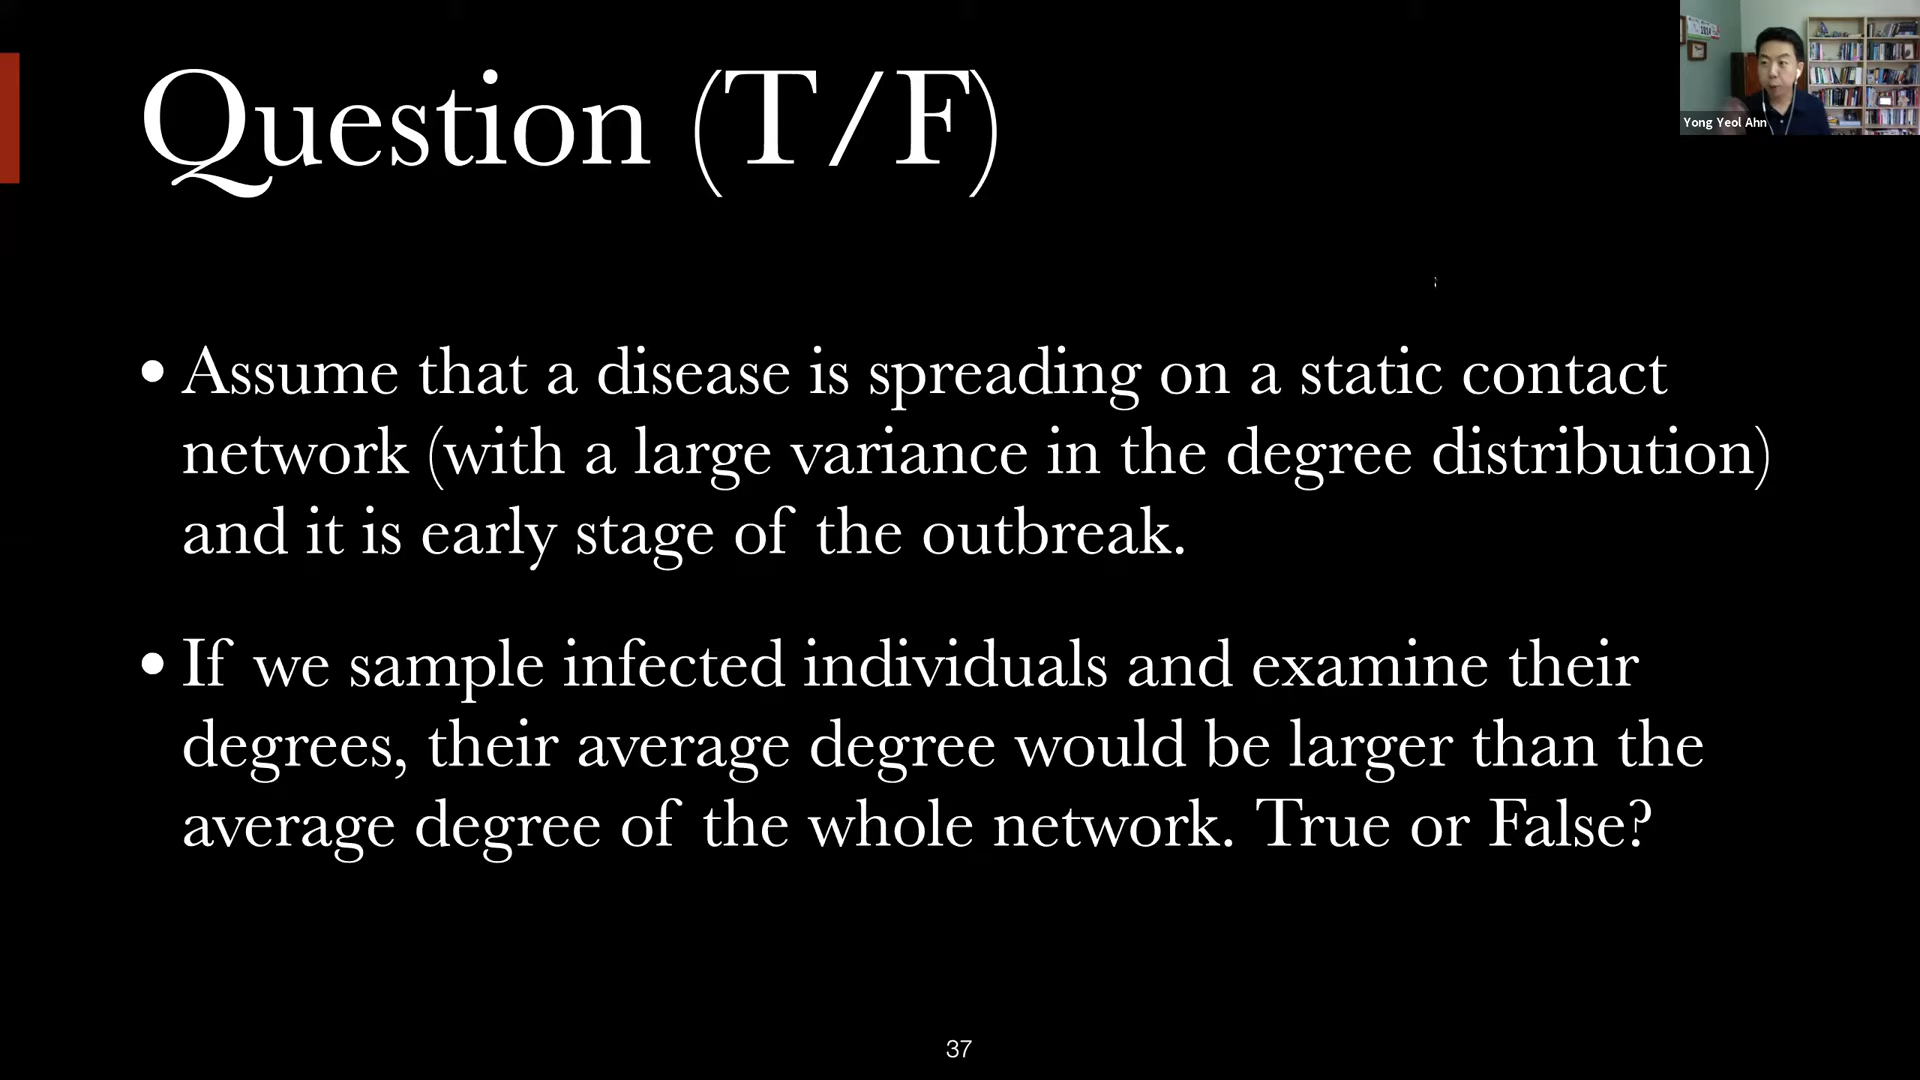 Question (T/F)
Yong Yeol Ahn
• Assume that a disease is spreading on a static contact
network (with a large variance in the degree distribution)
and it is early stage of the outbreak.
• If we sample infected individuals and examine their
degrees, their average degree would be larger than the
average degree of the whole network. True or False?
37